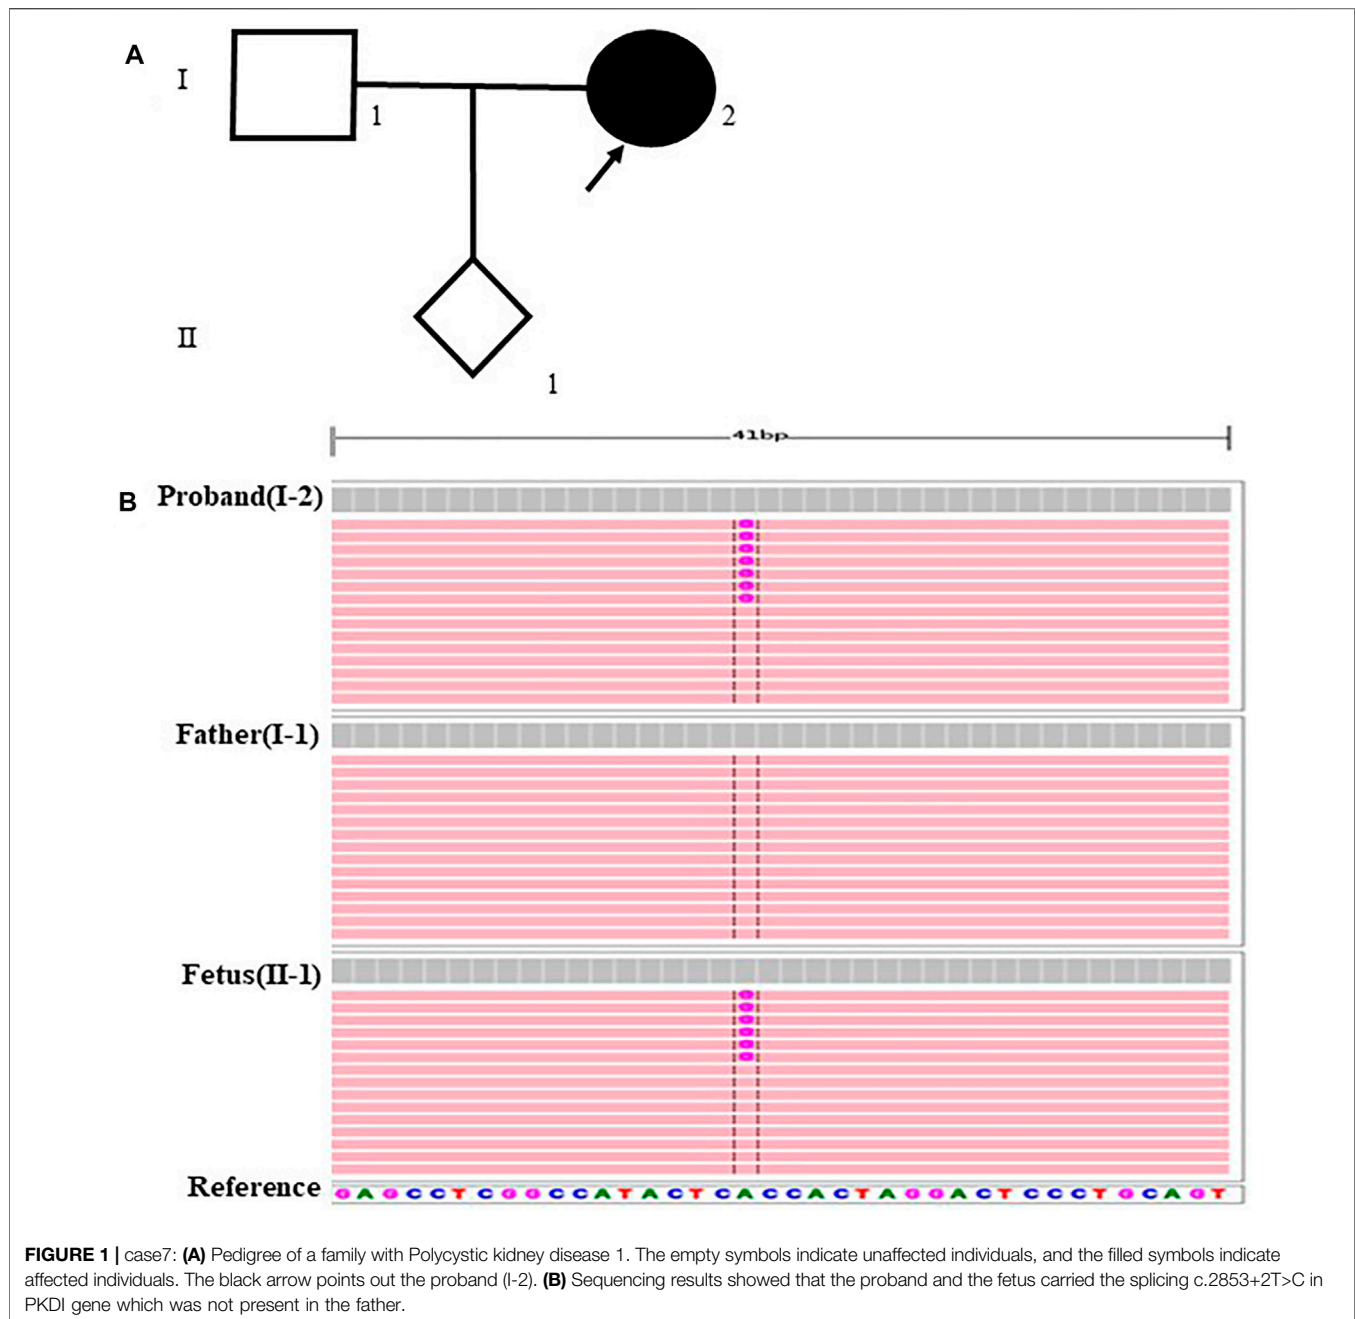 A
I
1
2
II
1
41bp
B
Proband(I-2)
Father(I-1)
Fetus(II-1)
Reference
G A G C C T C G G C C A T A C T C A C C A C T A G G A C T C C C T G C A G T
FIGURE 1 | case7: (A) Pedigree of a family with Polycystic kidney disease 1. The empty symbols indicate unaffected individuals, and the filled symbols indicate
affected individuals. The black arrow points out the proband (I-2). (B) Sequencing results showed that the proband and the fetus carried the splicing c.2853+2T>C in
PKDI gene which was not present in the father.